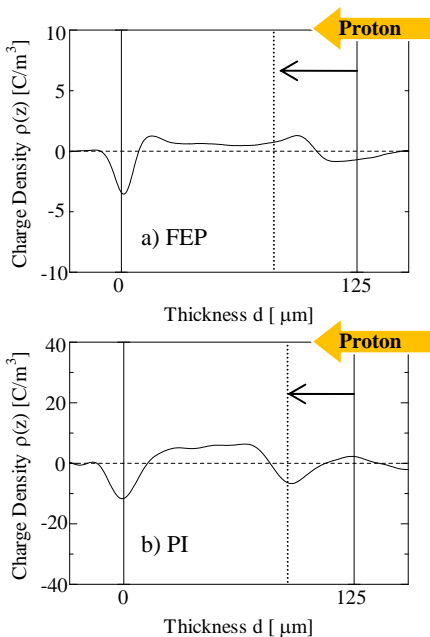 Proton
Charge Density ρ(z) [C/m³]
10
5
0
-5
-10
a) FEP
0
125
Thickness d [ μm]
Proton
Charge Density ρ(z) [C/m³]
40
20
0
-20
-40
b) PI
0
125
Thickness d [ μm]